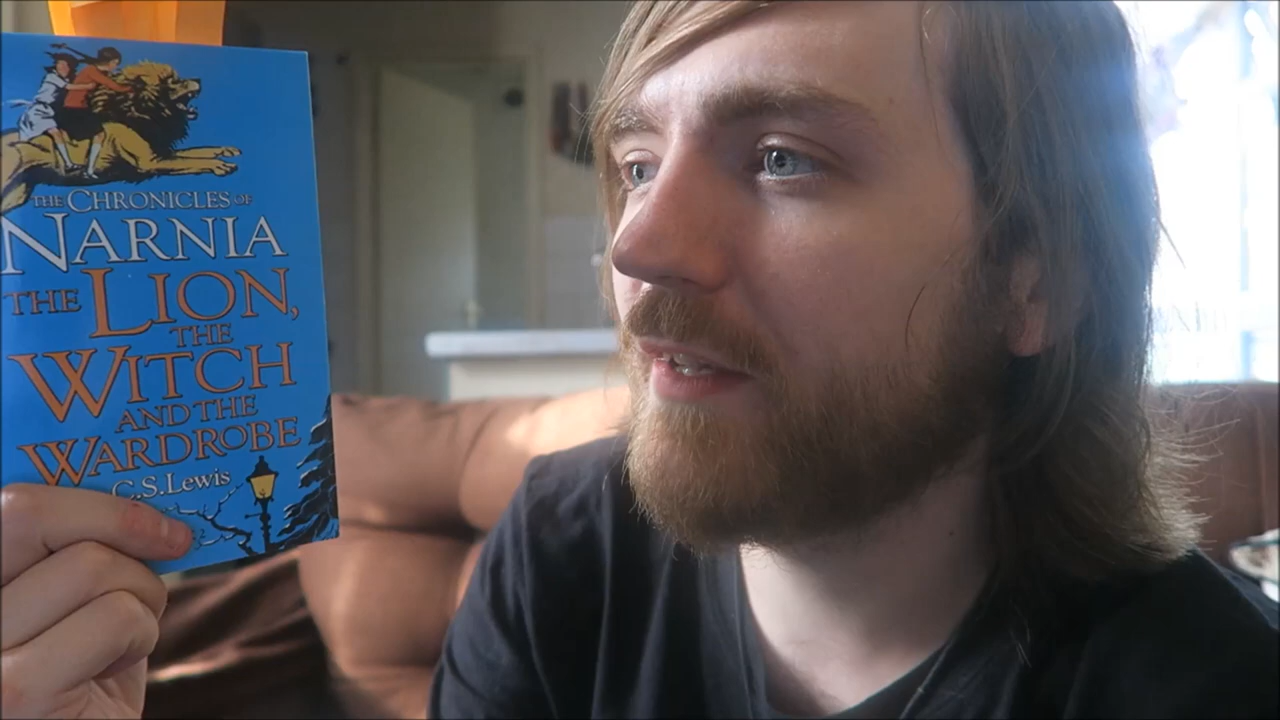 THE CHRONICLES OF
NARNIA
THE LION,
THE
WITCH
AND THE
WARDROBE
C.S.Lewis